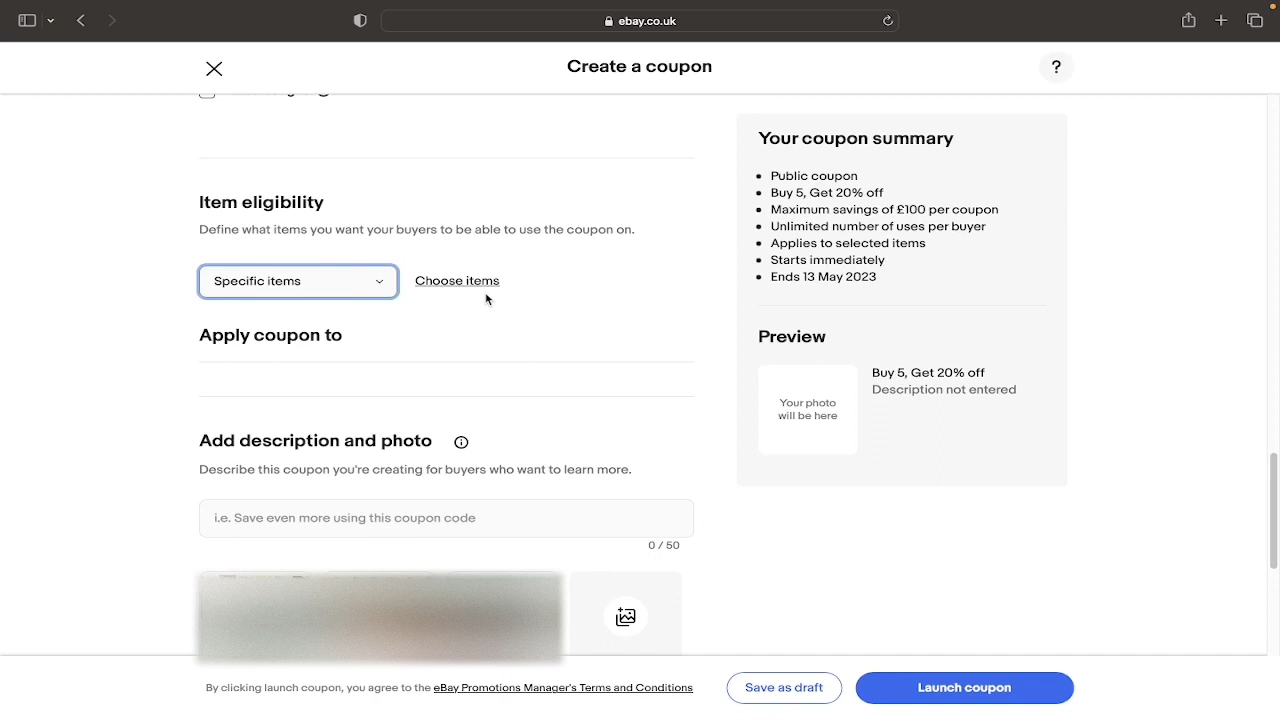 ebay.co.uk
Create a coupon
?
Item eligibility
Define what items you want your buyers to be able to use the coupon on.
Specific items
Choose items
Apply coupon to
Add description and photo
Describe this coupon you're creating for buyers who want to learn more.
i.e. Save even more using this coupon code
0 / 50
Your coupon summary
Public coupon
Buy 5, Get 20% off
Maximum savings of £100 per coupon
Unlimited number of uses per buyer
Applies to selected items
Starts immediately
Ends 13 May 2023
Preview
Your photo
will be here
Buy 5, Get 20% off
Description not entered
By clicking launch coupon, you agree to the eBay Promotions Manager's Terms and Conditions
Save as draft
Launch coupon